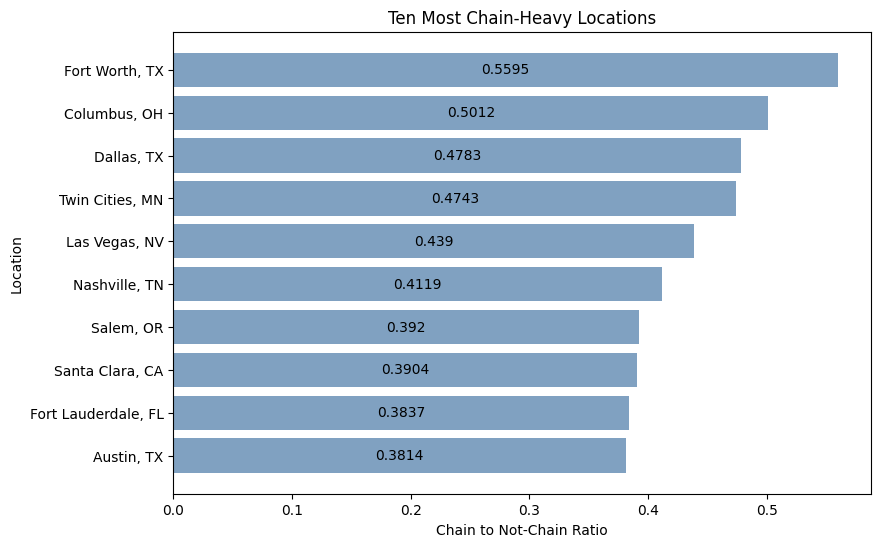 Ten Most Chain-Heavy Locations
Location
Fort Worth, TX 0.5595
Columbus, OH 0.5012
Dallas, TX 0.4783
Twin Cities, MN 0.4743
Las Vegas, NV 0.439
Nashville, TN 0.4119
Salem, OR 0.392
Santa Clara, CA 0.3904
Fort Lauderdale, FL 0.3837
Austin, TX 0.3814
0.0 0.1 0.2 0.3 0.4 0.5
Chain to Not-Chain Ratio